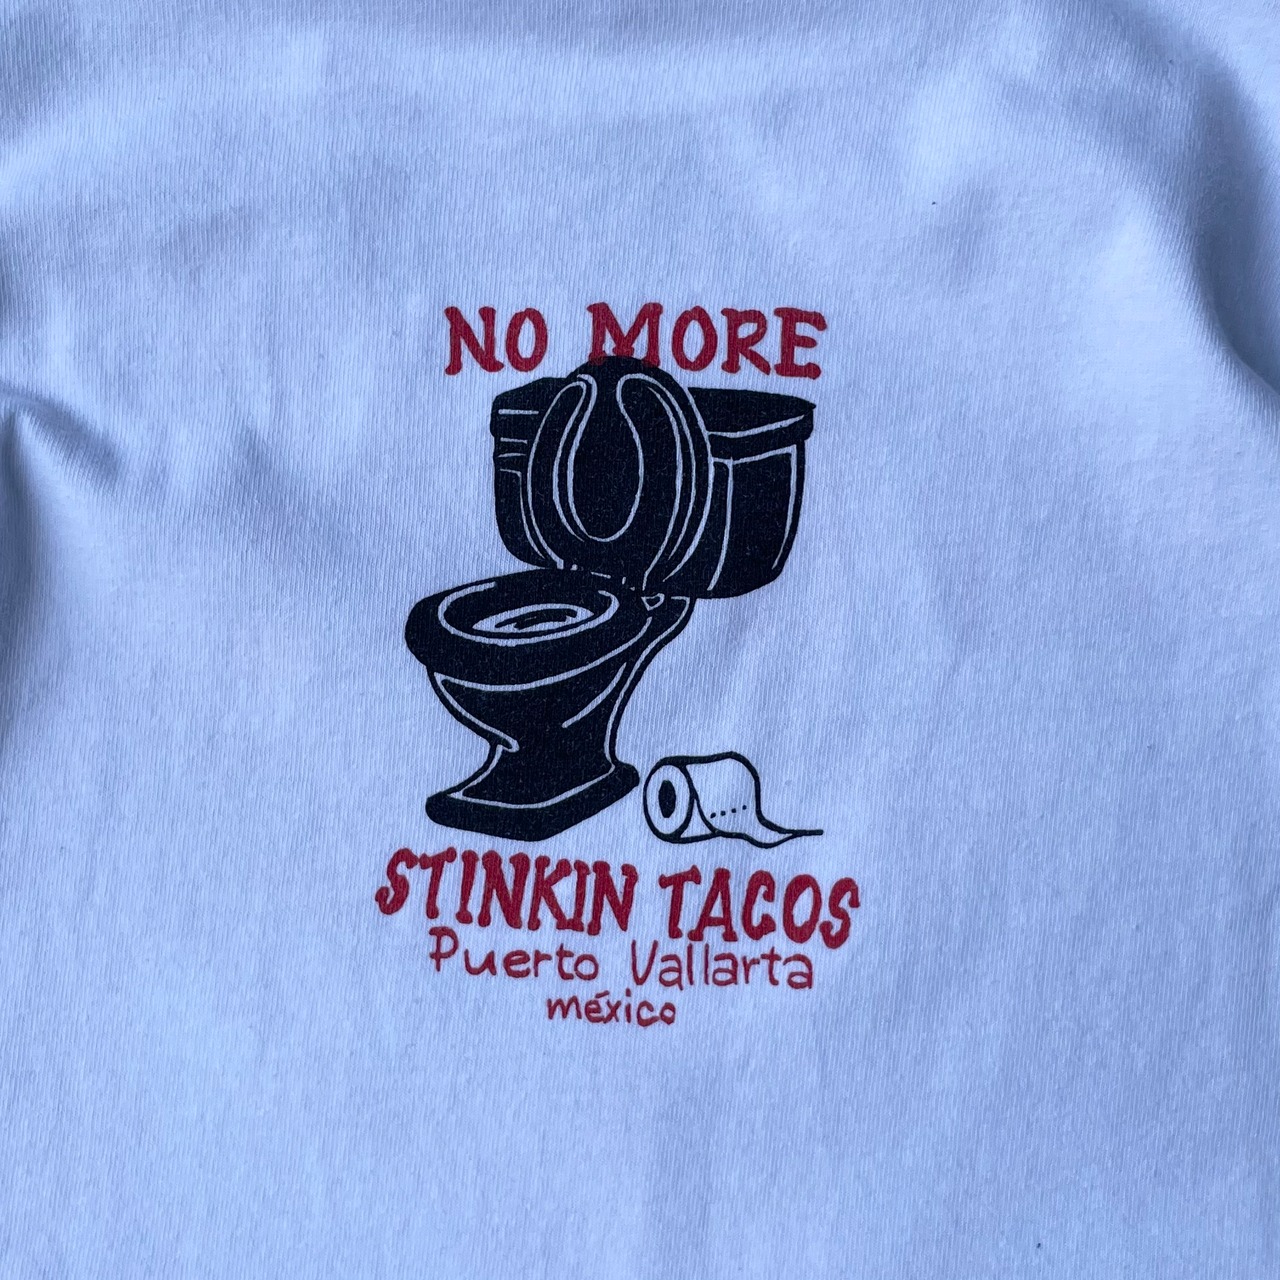 NO MORE
STINKIN TACOS
Puerto Vallarta
méxico